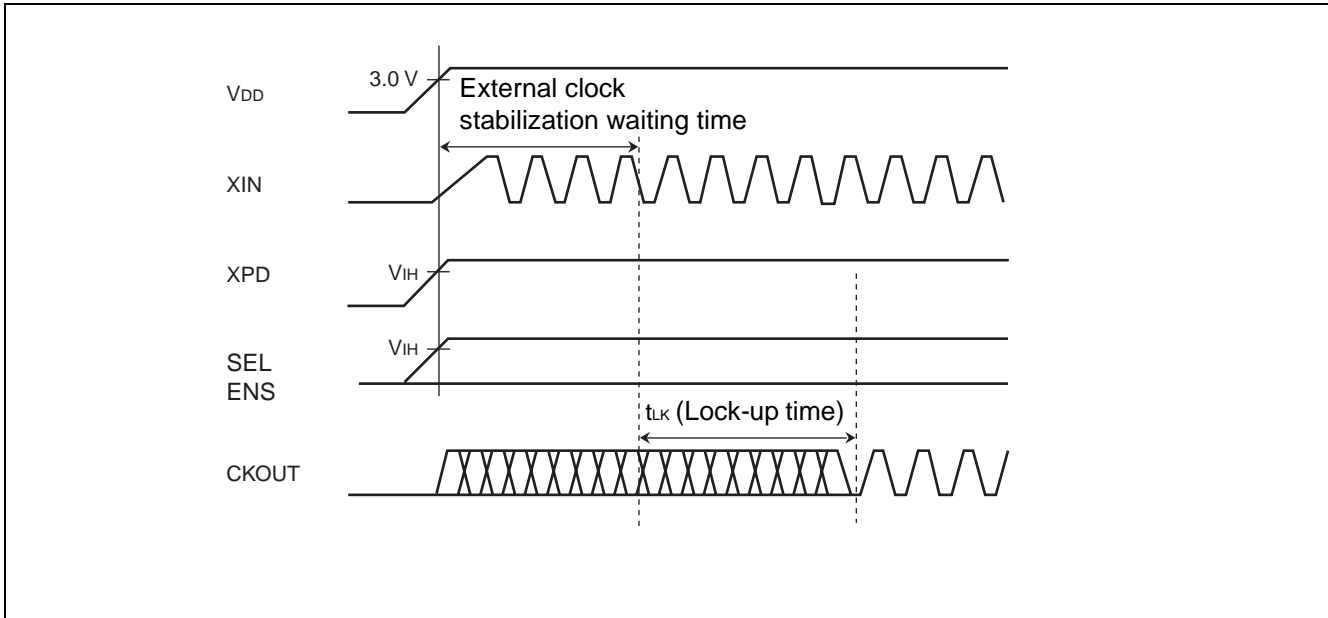 VDD
3.0 V
External clock
stabilization waiting time
XIN
XPD
VIH
SEL
ENS
VIH
tLK (Lock-up time)
CKOUT